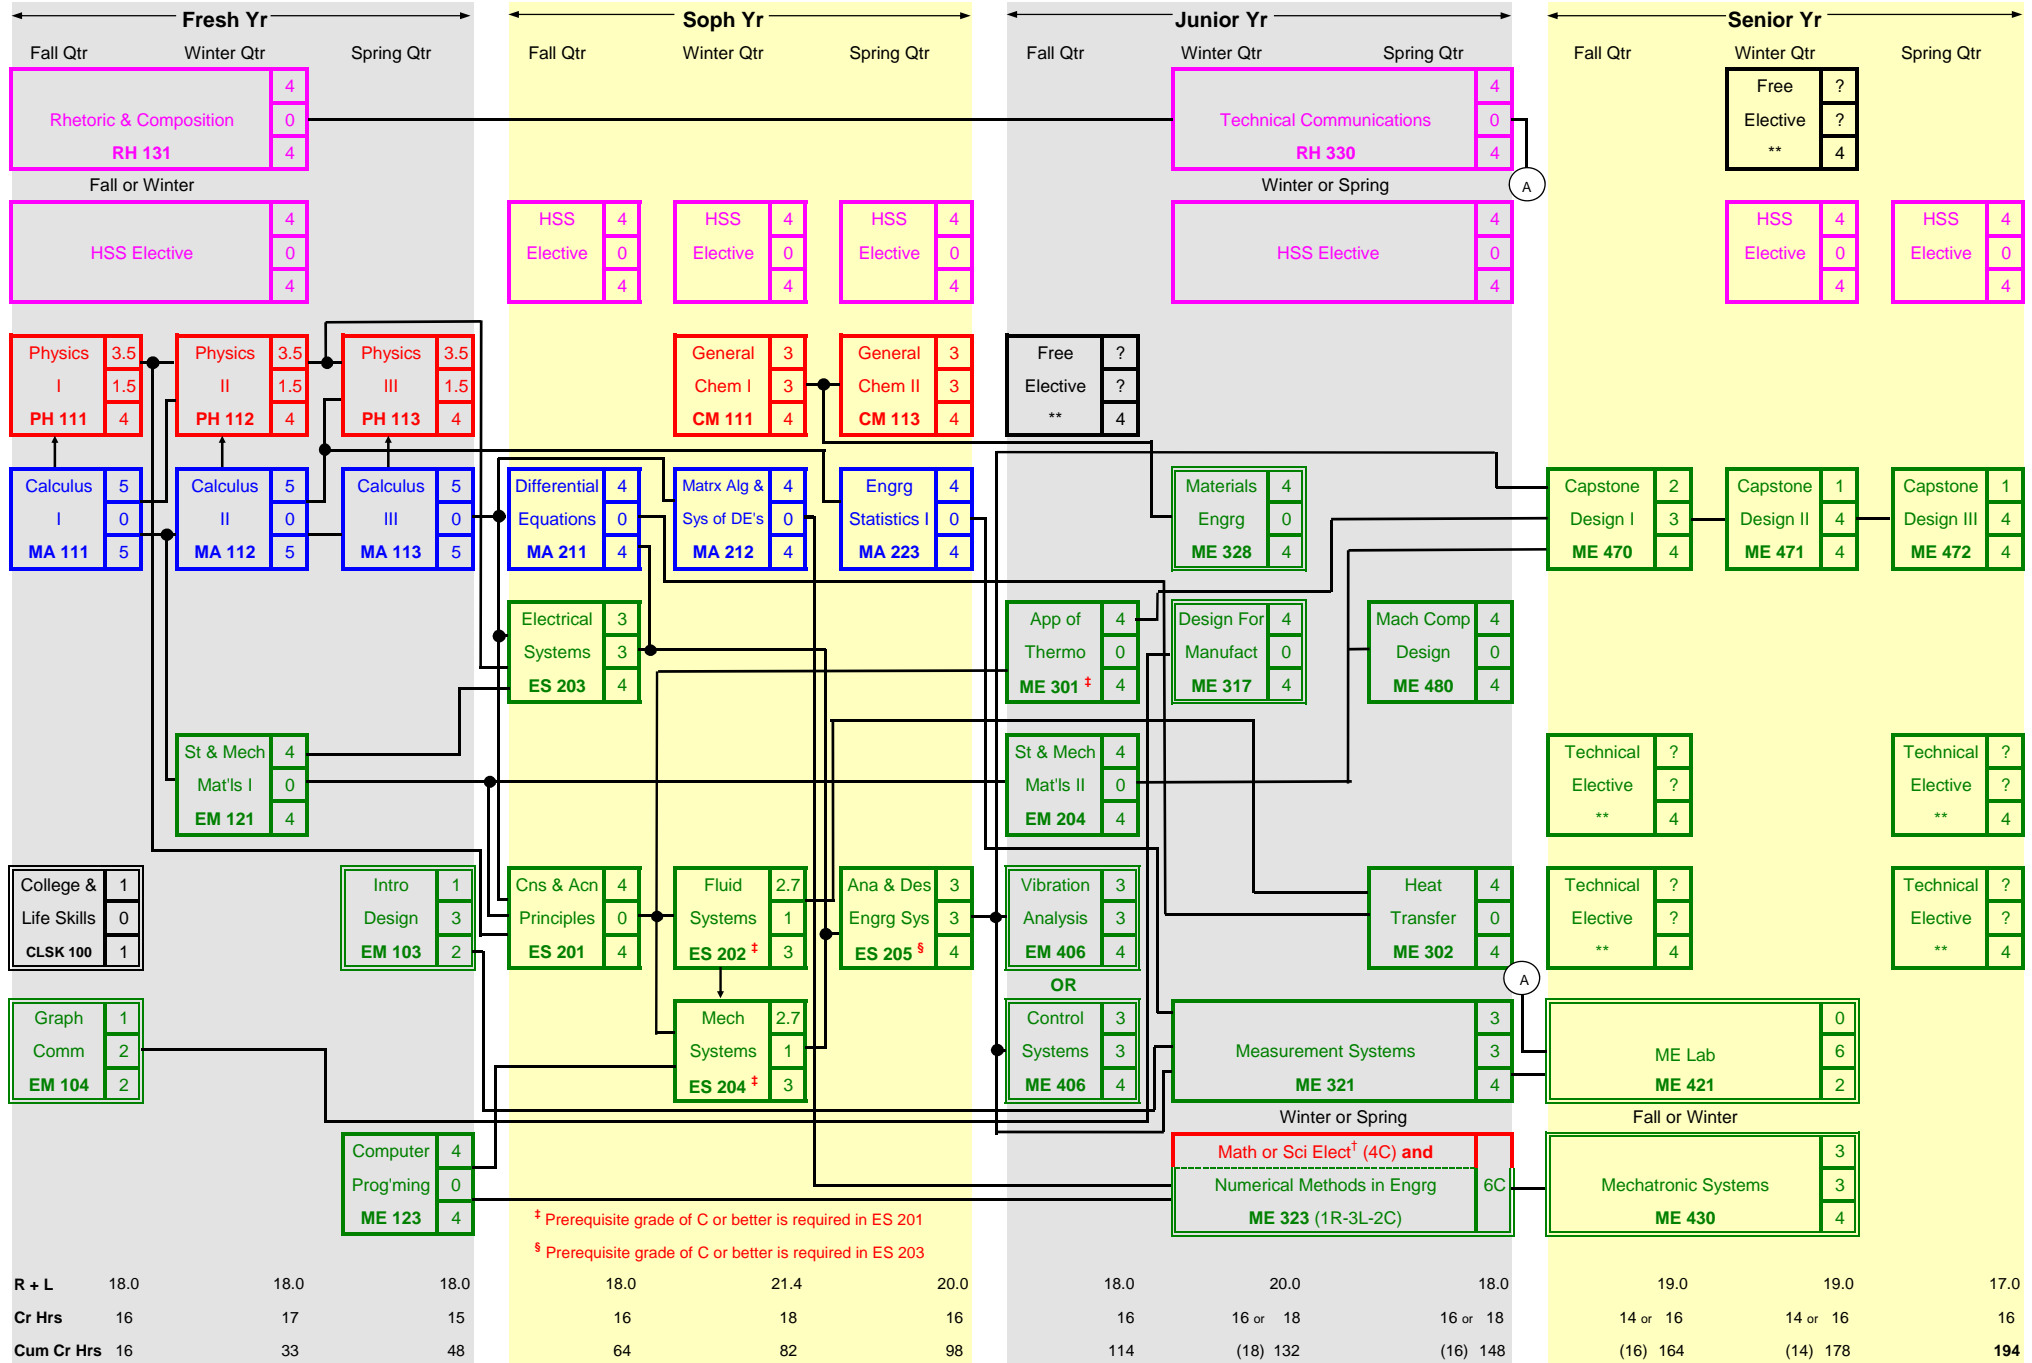 Fresh Yr Soph Yr Junior Yr Senior Yr
Fall Qtr Winter Qtr Spring Qtr Fall Qtr Winter Qtr Spring Qtr Fall Qtr Winter Qtr Spring Qtr Fall Qtr Winter Qtr Spring Qtr
4 4 Free ?
Rhetoric & Composition 0 Technical Communications 0 Elective ?
RH 131 4 RH 330 4 ** 4
Fall or Winter Winter or Spring A
4 HSS 4 HSS 4 HSS 4 4 HSS 4 HSS 4
HSS Elective 0 Elective 0 Elective 0 Elective 0 HSS Elective 0 Elective 0 Elective 0
4 4 4 4 4 4 4
Physics 3.5 Physics 3.5 Physics 3.5 General 3 General 3 Free ?
I 1.5 II 1.5 III 1.5 Chem I 3 Chem II 3 Elective ?
PH 111 4 PH 112 4 PH 113 4 CM 111 4 CM 113 4 ** 4
Calculus 5 Calculus 5 Calculus 5 Differential 4 Matrx Alg & 4 Engrg 4 Materials 4 Capstone 2 Capstone 1 Capstone 1
I 0 II 0 III 0 Equations 0 Sys of DE's 0 Statistics I 0 Engrg 0 Design I 3 Design II 4 Design III 4
MA 111 5 MA 112 5 MA 113 5 MA 211 4 MA 212 4 MA 223 4 ME 328 4 ME 470 4 ME 471 4 ME 472 4
Electrical 3 App of 4 Design For 4 Mach Comp 4
Systems 3 Thermo 0 Manufact 0 Design 0
ES 203 4 ME 301 ‡ 4 ME 317 4 ME 480 4
St & Mech 4 St & Mech 4 Technical ? Technical ?
Mat'ls I 0 Mat'ls II 0 Elective ? Elective ?
EM 121 4 EM 204 4 ** 4 ** 4
College & 1 Intro 1 Cns & Acn 4 Fluid 2.7 Ana & Des 3 Vibration 3 Heat 4 Technical ? Technical ?
Life Skills 0 Design 3 Principles 0 Systems 1 Engrg Sys 3 Analysis 3 Transfer 0 Elective ? Elective ?
CLSK 100 1 EM 103 2 ES 201 4 ES 202 ‡ 3 ES 205 § 4 EM 406 4 ME 302 4 ** 4 ** 4
OR A
Graph 1 Mech 2.7 Control 3 3 0
Comm 2 Systems 1 Systems 3 Measurement Systems 3 ME Lab 6
EM 104 2 ES 204 ‡ 3 ME 406 4 ME 321 4 ME 421 2
Winter or Spring Fall or Winter
Computer 4 Math or Sci Elect† (4C) and 3
Prog'ming 0 Numerical Methods in Engrg 6C Mechatronic Systems 3
ME 123 4 ME 323 (1R-3L-2C) ME 430 4
‡ Prerequisite grade of C or better is required in ES 201
§ Prerequisite grade of C or better is required in ES 203
R + L 18.0 18.0 18.0 18.0 21.4 20.0 18.0 20.0 18.0 19.0 19.0 17.0
Cr Hrs 16 17 15 16 18 16 16 16 or 18 16 or 18 14 or 16 14 or 16 16
Cum Cr Hrs 16 33 48 64 82 98 114 (18) 132 (16) 148 (16) 164 (14) 178 194